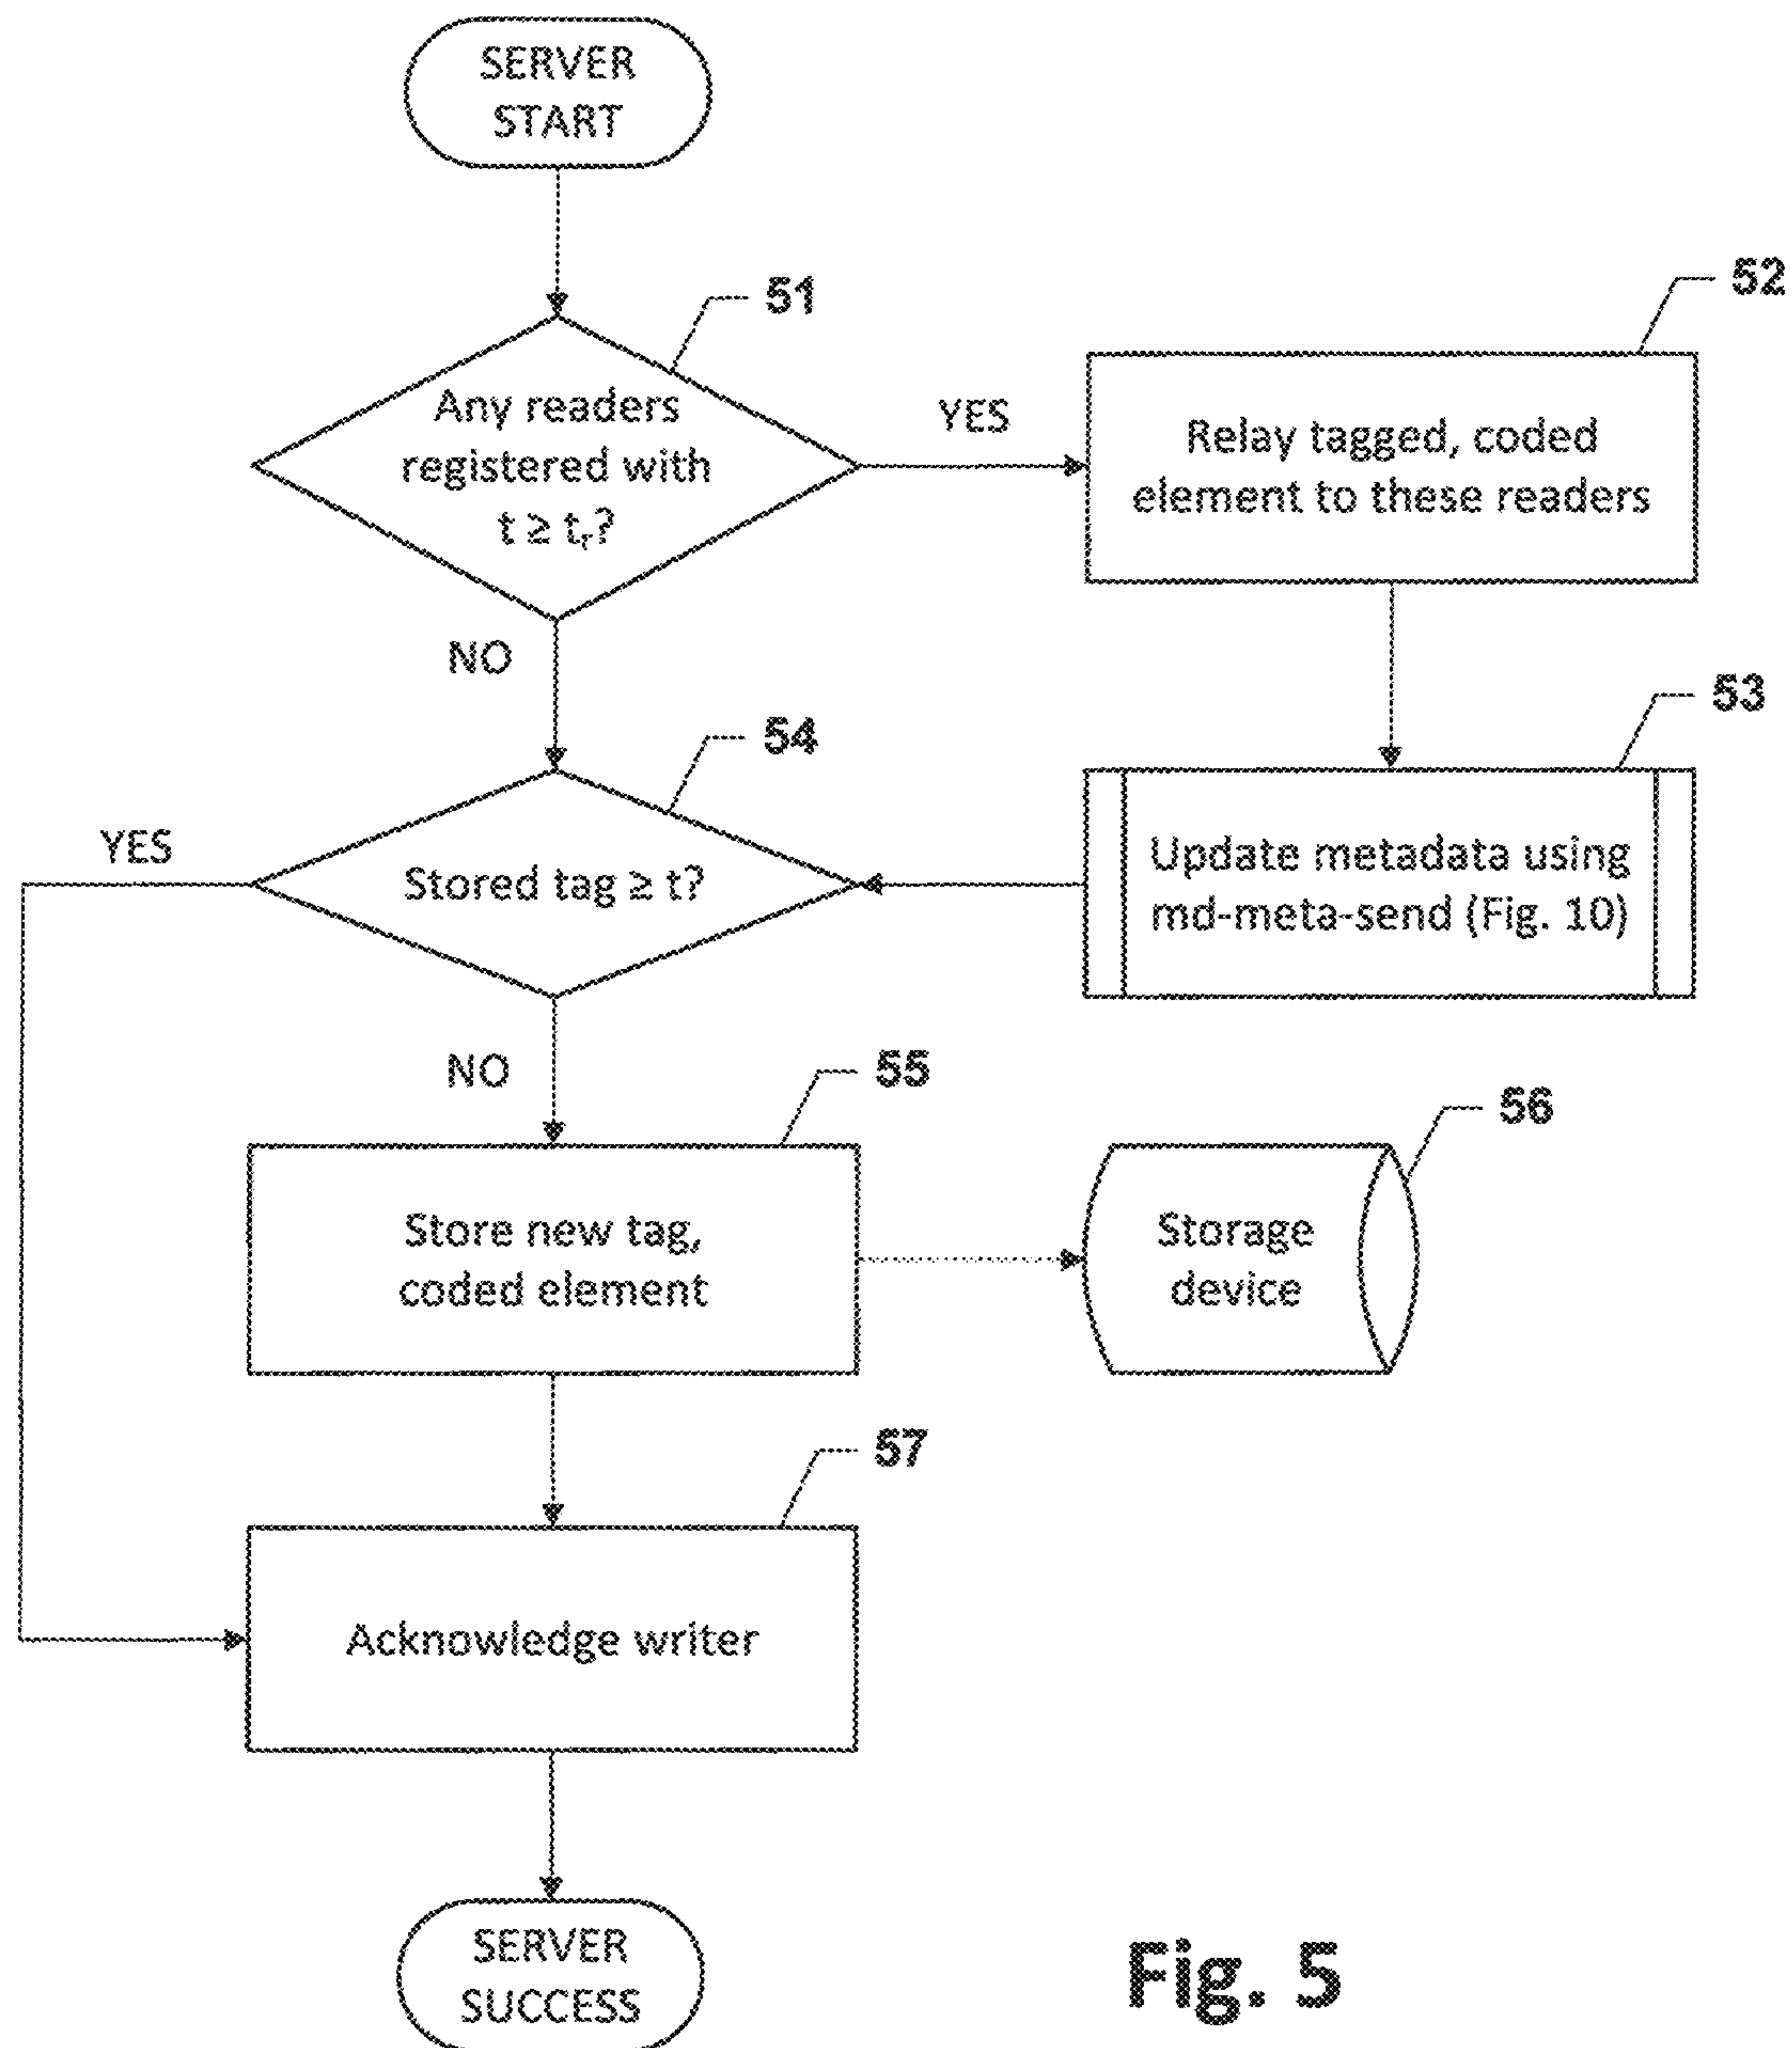 SERVER
START
51
Any readers
registered with
t ≥ tᵣ?
YES
52
Relay tagged, coded
element to these readers
NO
53
Update metadata using
md-meta-send (Fig. 10)
54
Stored tag ≥ t?
YES
NO
55
Store new tag,
coded element
56
Storage
device
57
Acknowledge writer
SERVER
SUCCESS
Fig. 5